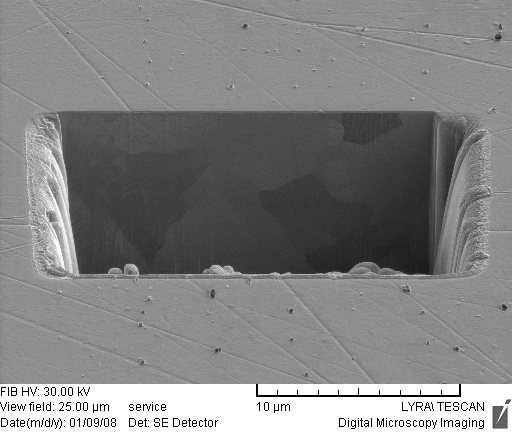 FIB HV: 30.00 kV
View field: 25.00 µm service 10 µm LYRA\ TESCAN
Date(m/d/y): 01/09/08 Det: SE Detector Digital Microscopy Imaging